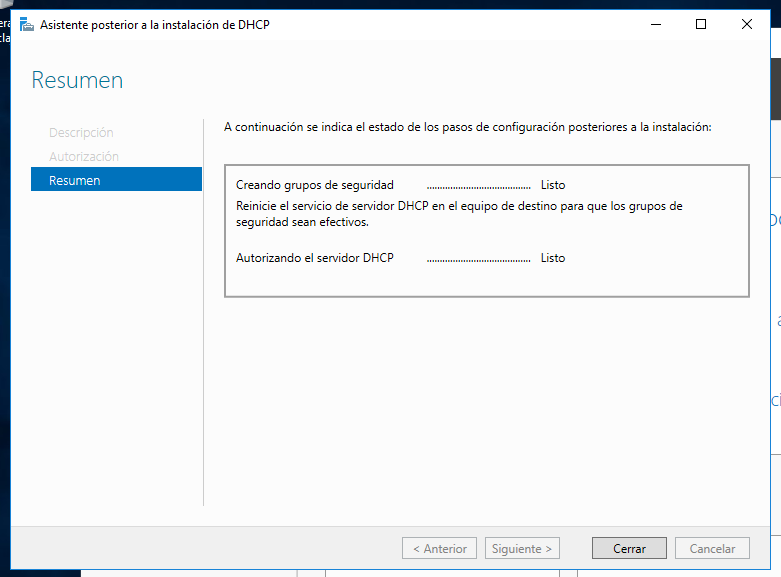 Asistente posterior a la instalación de DHCP
Resumen
Descripción
Autorización
Resumen
A continuación se indica el estado de los pasos de configuración posteriores a la instalación:
Creando grupos de seguridad ........................................ Listo
Reinicie el servicio de servidor DHCP en el equipo de destino para que los grupos de
seguridad sean efectivos.
Autorizando el servidor DHCP ........................................ Listo
< Anterior
Siguiente >
Cerrar
Cancelar